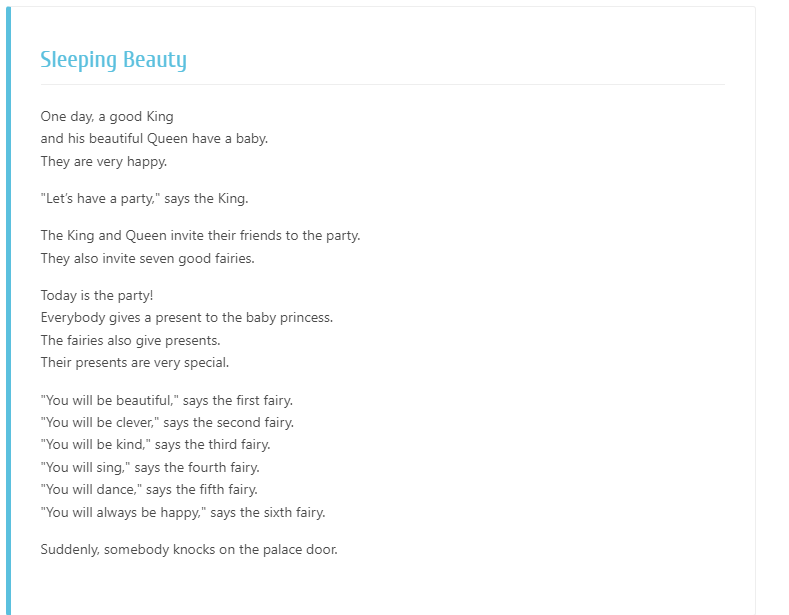 Sleeping Beauty
One day, a good King
and his beautiful Queen have a baby.
They are very happy.
"Let's have a party," says the King.
The King and Queen invite their friends to the party.
They also invite seven good fairies.
Today is the party!
Everybody gives a present to the baby princess.
The fairies also give presents.
Their presents are very special.
"You will be beautiful," says the first fairy.
"You will be clever," says the second fairy.
"You will be kind," says the third fairy.
"You will sing," says the fourth fairy.
"You will dance," says the fifth fairy.
"You will always be happy," says the sixth fairy.
Suddenly, somebody knocks on the palace door.